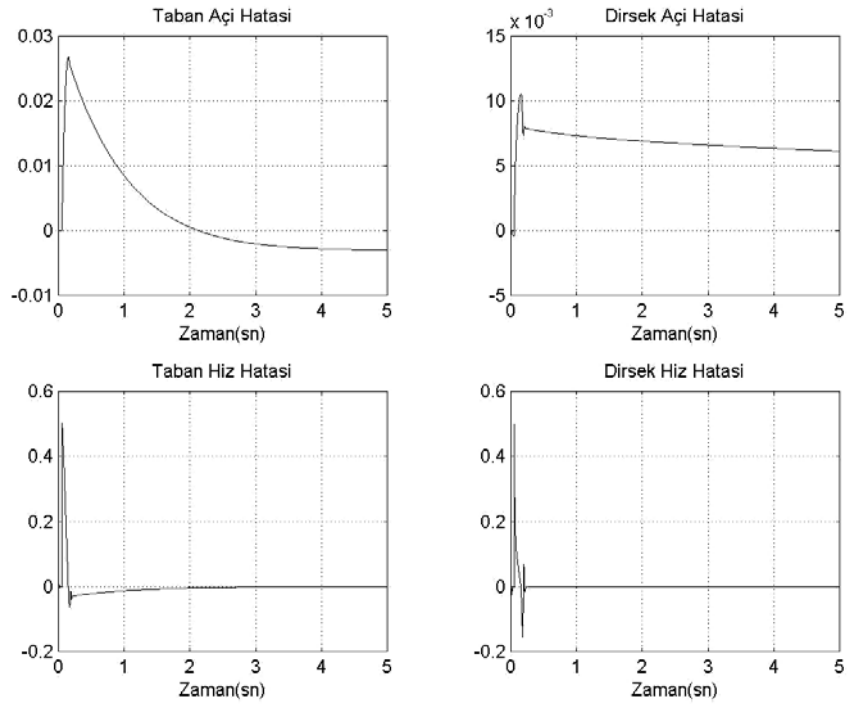 Taban Açi Hatasi
0.03
0.02
0.01
0
-0.01
0 1 2 3 4 5
Zaman(sn)
Dirsek Açi Hatasi
x 10-3
15
10
5
0
-5
0 1 2 3 4 5
Zaman(sn)
Taban Hiz Hatasi
0.6
0.4
0.2
0
-0.2
0 1 2 3 4 5
Zaman(sn)
Dirsek Hiz Hatasi
0.6
0.4
0.2
0
-0.2
0 1 2 3 4 5
Zaman(sn)